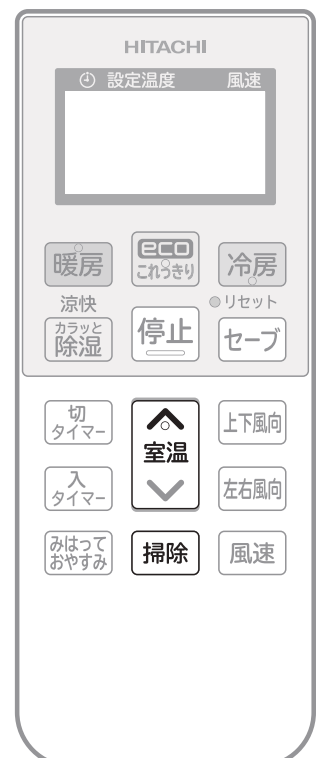 HITACHI
設定温度 風速
暖房
eco
これっきり
冷房
涼快
カラッと
除湿
停止
リセット
セーブ
切
タイマー
室温
上下風向
入
タイマー
左右風向
みはって
おやすみ
掃除
風速